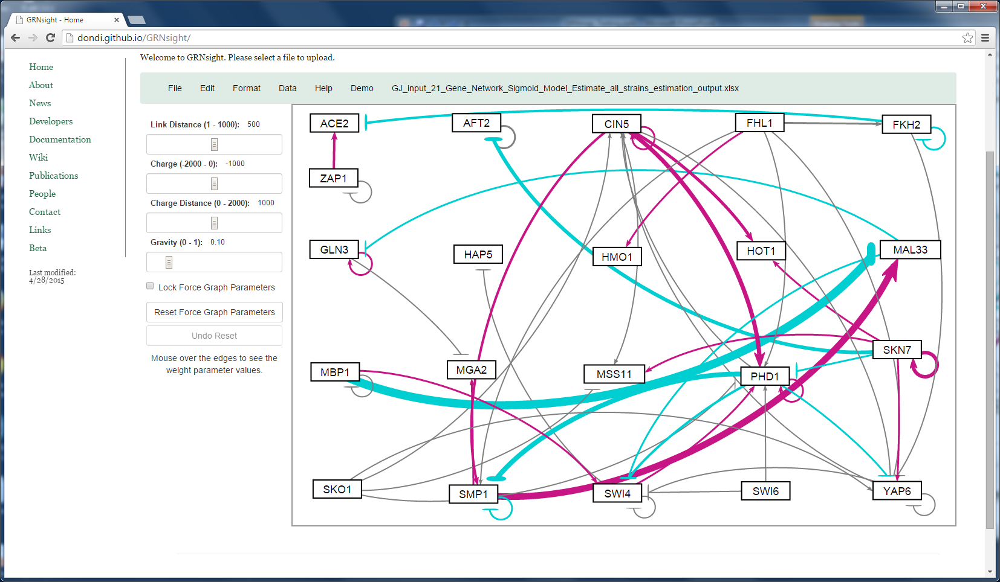 GRNsight - Home
dondi.github.io/GRNsight/
Home
About
News
Developers
Documentation
Wiki
Publications
People
Contact
Links
Beta
Last modified:
4/28/2015
Welcome to GRNsight. Please select a file to upload.
File Edit Format Data Help Demo GJ_input_21_Gene_Network_Sigmoid_Model_Estimate_all_strains_estimation_output.xlsx
Link Distance (1 - 1000): 500
Charge (-2000 - 0): -1000
Charge Distance (0 - 2000): 1000
Gravity (0 - 1): 0.10
Lock Force Graph Parameters
Reset Force Graph Parameters
Undo Reset
Mouse over the edges to see the
weight parameter values.
ACE2 AFT2 CIN5 FHL1 FKH2
ZAP1
GLN3 HAP5 HMO1 HOT1 MAL33
SKN7
MBP1 MGA2 MSS11 PHD1
SKO1 SMP1 SWI4 SWI6 YAP6